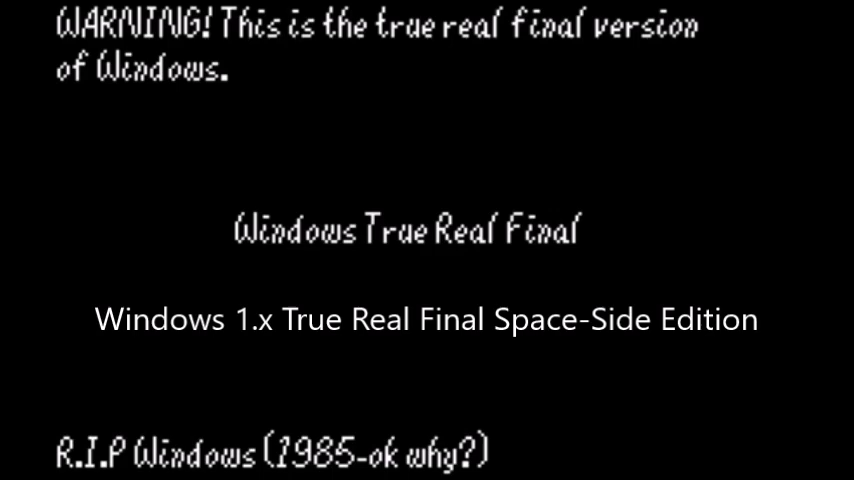 WARNING! This is the true real final version
of Windows.
Windows True Real Final
Windows 1.x True Real Final Space-Side Edition
R.I.P Windows (1985-ok why?)